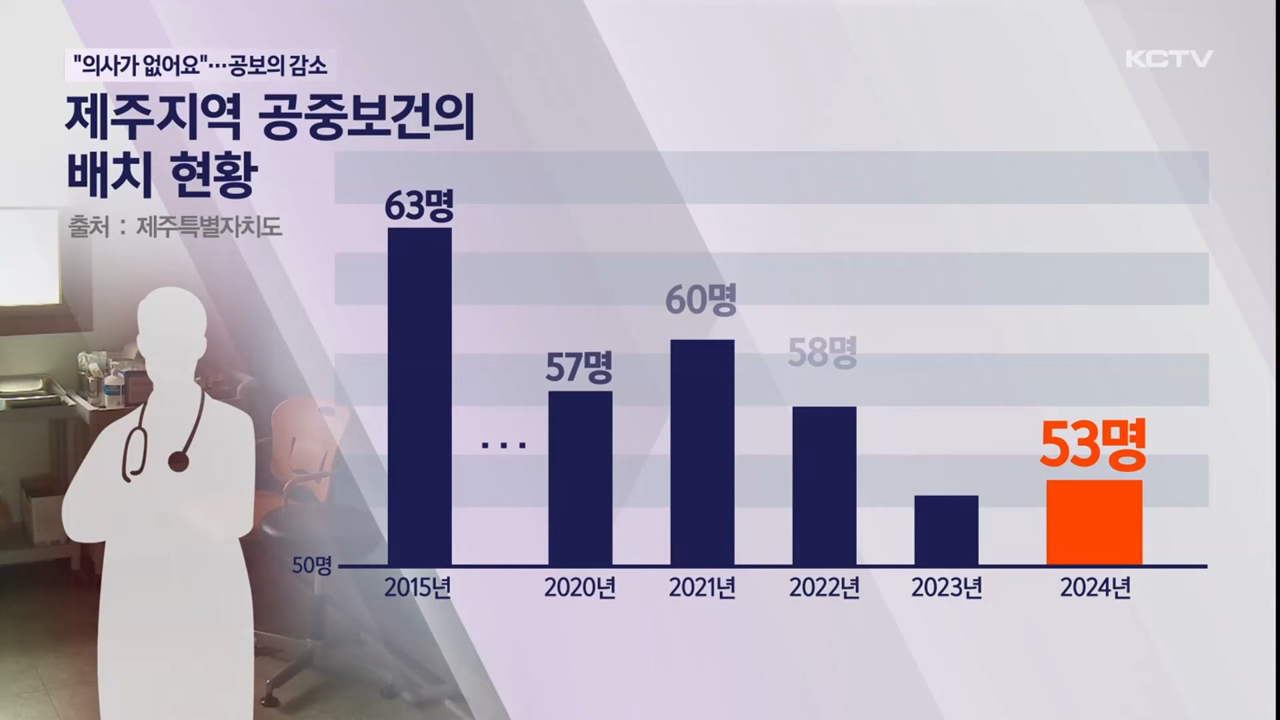 "의사가 없어요"…공보의 감소
KCTV
제주지역 공중보건의
배치 현황
출처 : 제주특별자치도
63명
57명
60명
58명
53명
...
50명
2015년
2020년
2021년
2022년
2023년
2024년